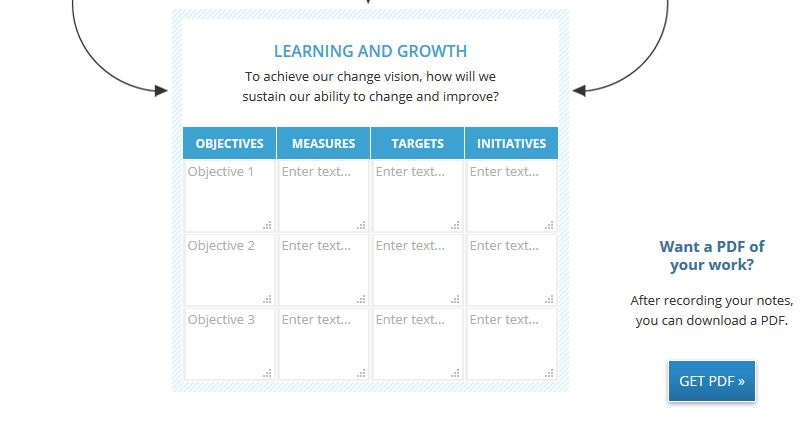 LEARNING AND GROWTH
To achieve our change vision, how will we
sustain our ability to change and improve?
OBJECTIVES MEASURES TARGETS INITIATIVES
Objective 1 Enter text... Enter text... Enter text...
Objective 2 Enter text... Enter text... Enter text...
Objective 3 Enter text... Enter text... Enter text...
Want a PDF of
your work?
After recording your notes,
you can download a PDF.
GET PDF »